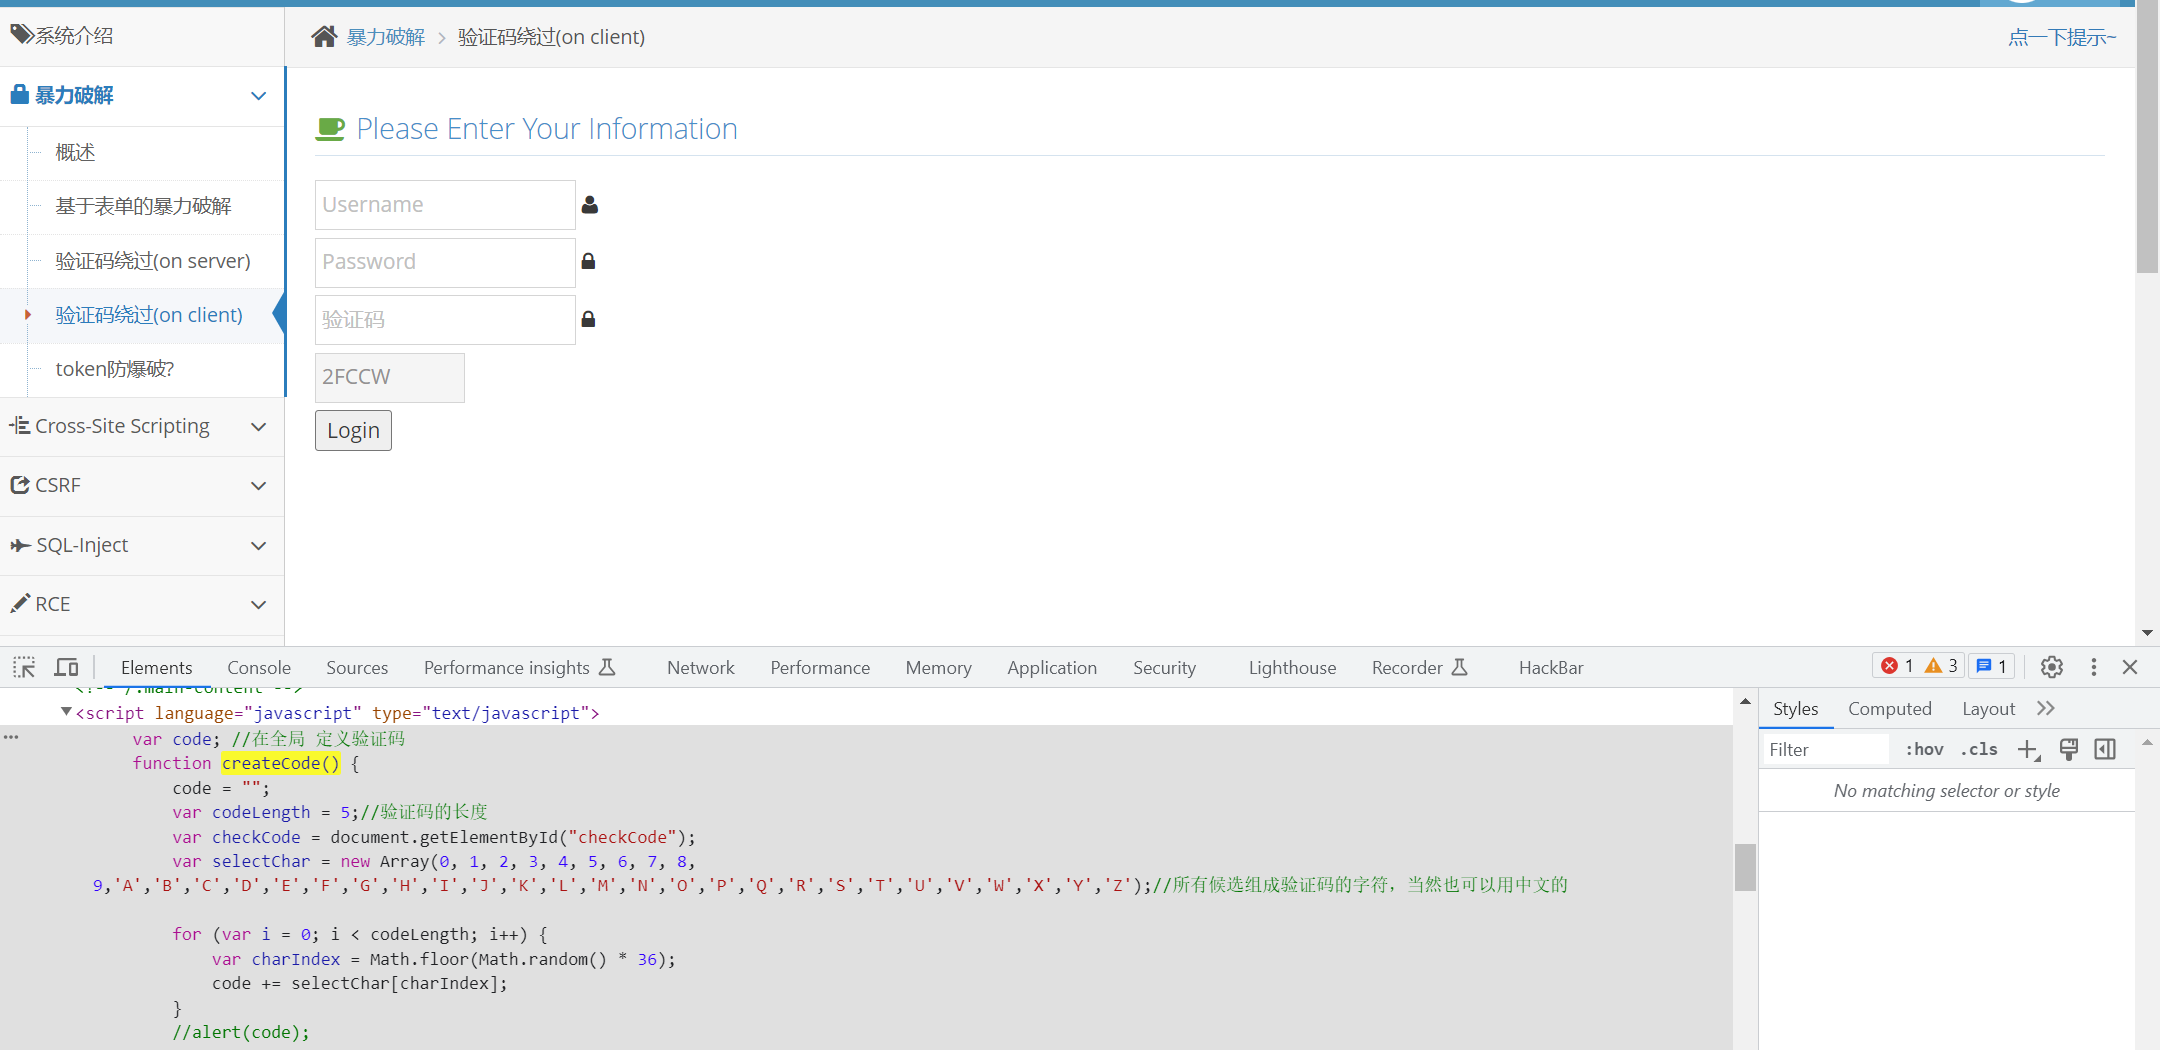 系统介绍
暴力破解
概述
基于表单的暴力破解
验证码绕过(on server)
验证码绕过(on client)
token防爆破?
Cross-Site Scripting
CSRF
SQL-Inject
RCE
暴力破解 > 验证码绕过(on client)
点一下提示~
Please Enter Your Information
Username
Password
验证码
2FCCW
Login
Elements Console Sources Performance insights Network Performance Memory Application Security Lighthouse Recorder HackBar 1 3 1
<!-- /.main-content -->
<script language="javascript" type="text/javascript">
var code; //在全局 定义验证码
function createCode() {
code = "";
var codeLength = 5;//验证码的长度
var checkCode = document.getElementById("checkCode");
var selectChar = new Array(0, 1, 2, 3, 4, 5, 6, 7, 8,
9,'A','B','C','D','E','F','G','H','I','J','K','L','M','N','O','P','Q','R','S','T','U','V','W','X','Y','Z');//所有候选组成验证码的字符，当然也可以用中文的
for (var i = 0; i < codeLength; i++) {
var charIndex = Math.floor(Math.random() * 36);
code += selectChar[charIndex];
}
//alert(code);
Styles Computed Layout
Filter :hov .cls
No matching selector or style